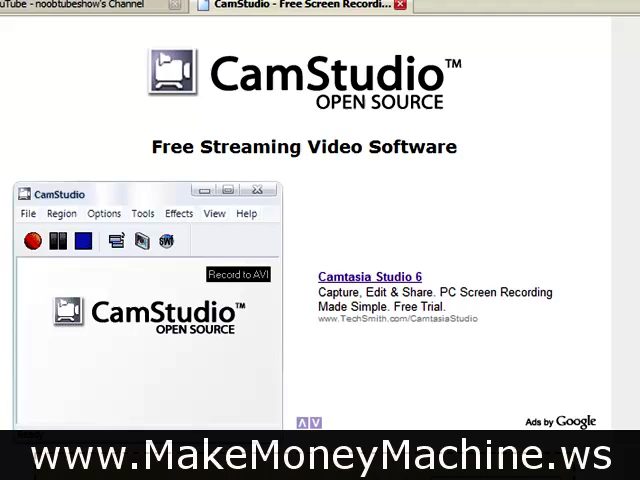 uTube - noobtubeshow's Channel
CamStudio - Free Screen Recordi...
CamStudio™
OPEN SOURCE
Free Streaming Video Software
CamStudio
File Region Options Tools Effects View Help
SWF
Record to AVI
CamStudio™
OPEN SOURCE
Camtasia Studio 6
Capture, Edit & Share. PC Screen Recording
Made Simple. Free Trial.
www.TechSmith.com/CamtasiaStudio
Ads by Google
www.MakeMoneyMachine.ws